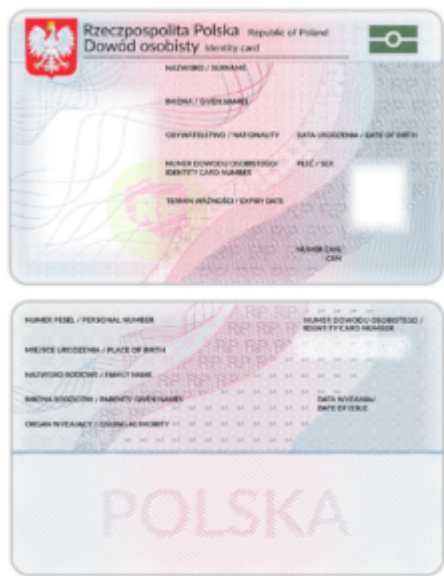 Rzeczpospolita Polska Republic of Poland
Dowód osobisty Identity card
NAZWISKO / SURNAME
IMIONA / GIVEN NAMES
OBYWATELSTWO / NATIONALITY DATA URODZENIA / DATE OF BIRTH
NUMER DOWODU OSOBISTEGO/ PŁEĆ / SEX
IDENTITY CARD NUMBER
TERMIN WAŻNOŚCI / EXPIRY DATE
RP
NUMER CAN/
CAN
NUMER PESEL / PERSONAL NUMBER NUMER DOWODU OSOBISTEGO /
IDENTITY CARD NUMBER
MIEJSCE URODZENIA / PLACE OF BIRTH
NAZWISKO RODOWE / FAMILY NAME
IMIONA RODZICÓW / PARENTS' GIVEN NAMES DATA WYDANIA/
DATE OF ISSUE
ORGAN WYDAJĄCY / ISSUING AUTHORITY
POLSKA